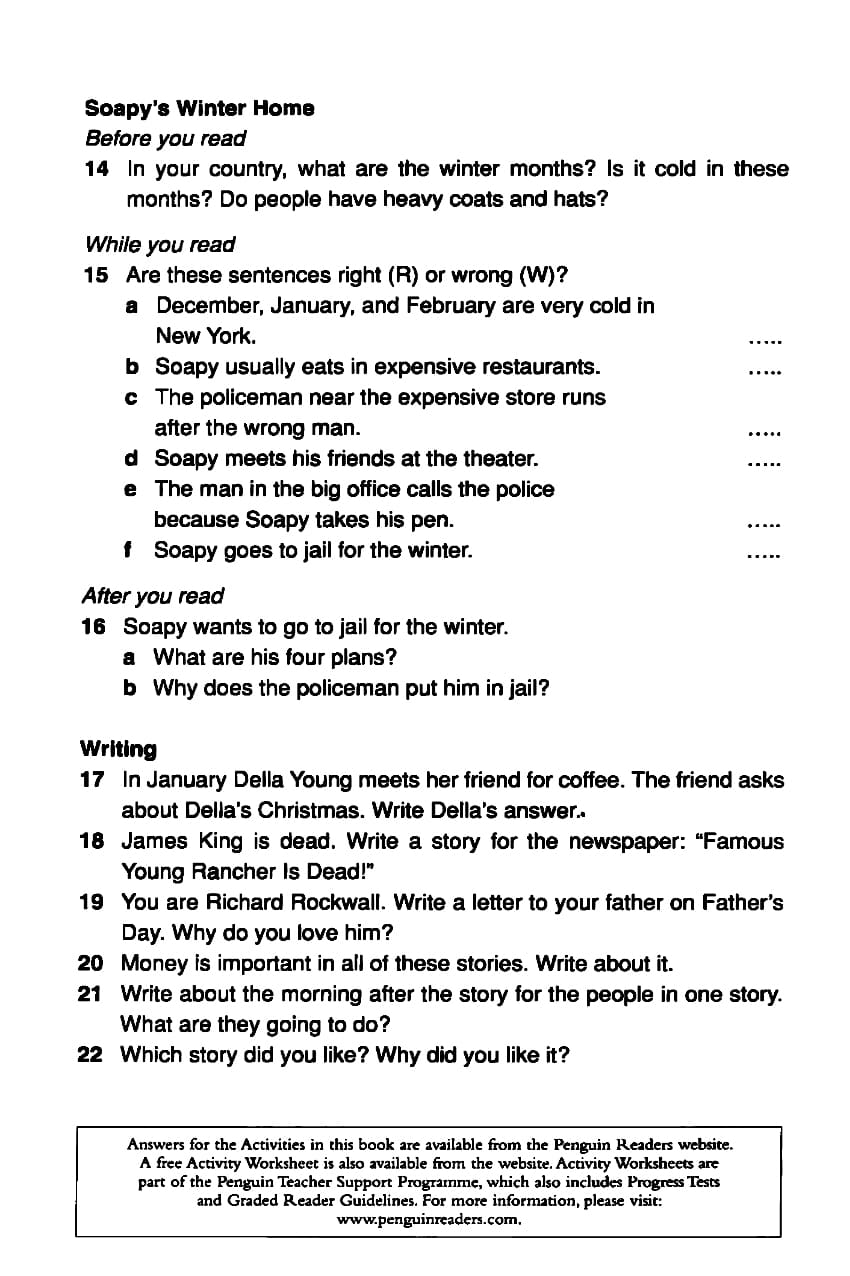 Soapy's Winter Home
Before you read
14 In your country, what are the winter months? Is it cold in these
months? Do people have heavy coats and hats?
While you read
15 Are these sentences right (R) or wrong (W)?
a December, January, and February are very cold in
New York. .....
b Soapy usually eats in expensive restaurants. .....
c The policeman near the expensive store runs
after the wrong man. .....
d Soapy meets his friends at the theater. .....
e The man in the big office calls the police
because Soapy takes his pen. .....
f Soapy goes to jail for the winter. .....
After you read
16 Soapy wants to go to jail for the winter.
a What are his four plans?
b Why does the policeman put him in jail?
Writing
17 In January Della Young meets her friend for coffee. The friend asks
about Della's Christmas. Write Della's answer..
18 James King is dead. Write a story for the newspaper: “Famous
Young Rancher Is Dead!”
19 You are Richard Rockwall. Write a letter to your father on Father's
Day. Why do you love him?
20 Money is important in all of these stories. Write about it.
21 Write about the morning after the story for the people in one story.
What are they going to do?
22 Which story did you like? Why did you like it?
Answers for the Activities in this book are available from the Penguin Readers website.
A free Activity Worksheet is also available from the website. Activity Worksheets are
part of the Penguin Teacher Support Programme, which also includes Progress Tests
and Graded Reader Guidelines. For more information, please visit:
www.penguinreaders.com.